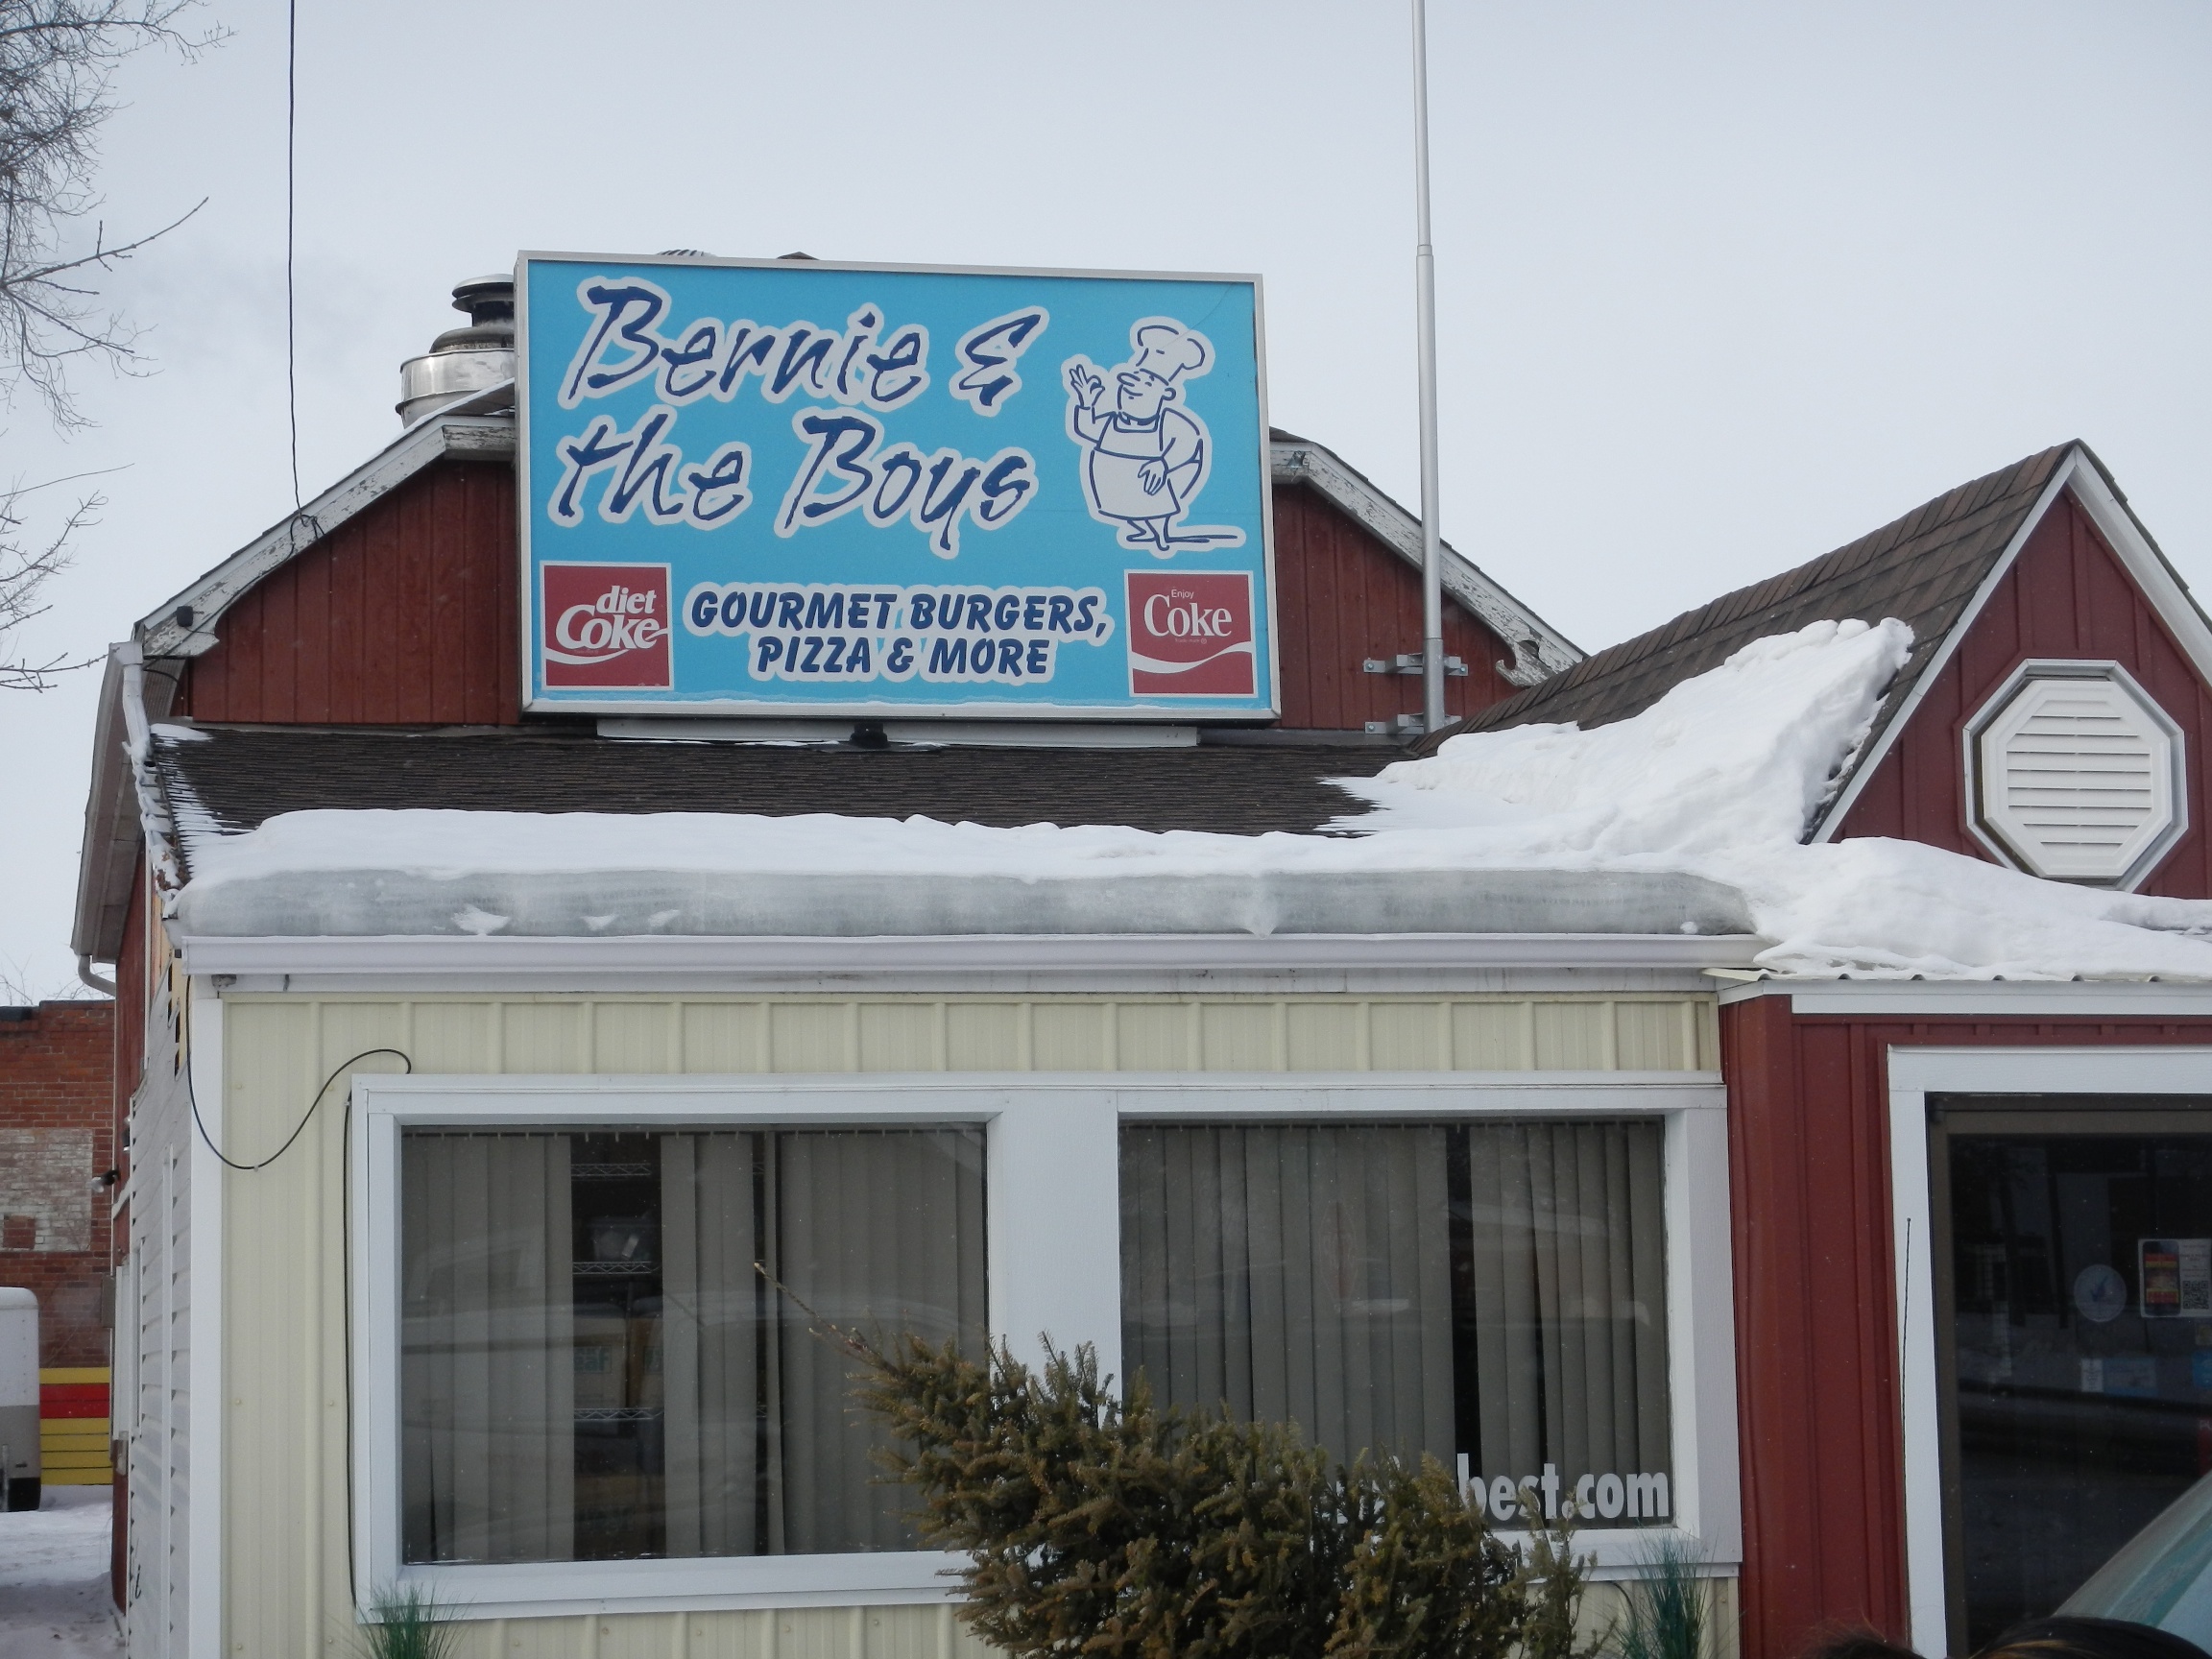 Bernie &
the Boys
diet
Coke
GOURMET BURGERS,
PIZZA & MORE
Enjoy
Coke
best.com